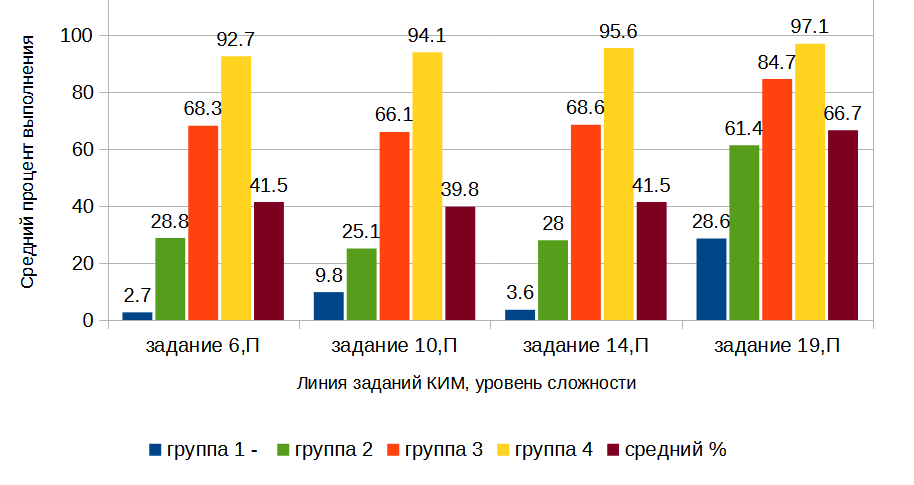 Средний процент выполнения
100
80
60
40
20
0
2.7
28.8
68.3
92.7
41.5
9.8
25.1
66.1
94.1
39.8
3.6
28
68.6
95.6
41.5
28.6
61.4
84.7
97.1
66.7
задание 6,П
задание 10,П
задание 14,П
задание 19,П
Линия заданий КИМ, уровень сложности
группа 1 -
группа 2
группа 3
группа 4
средний %